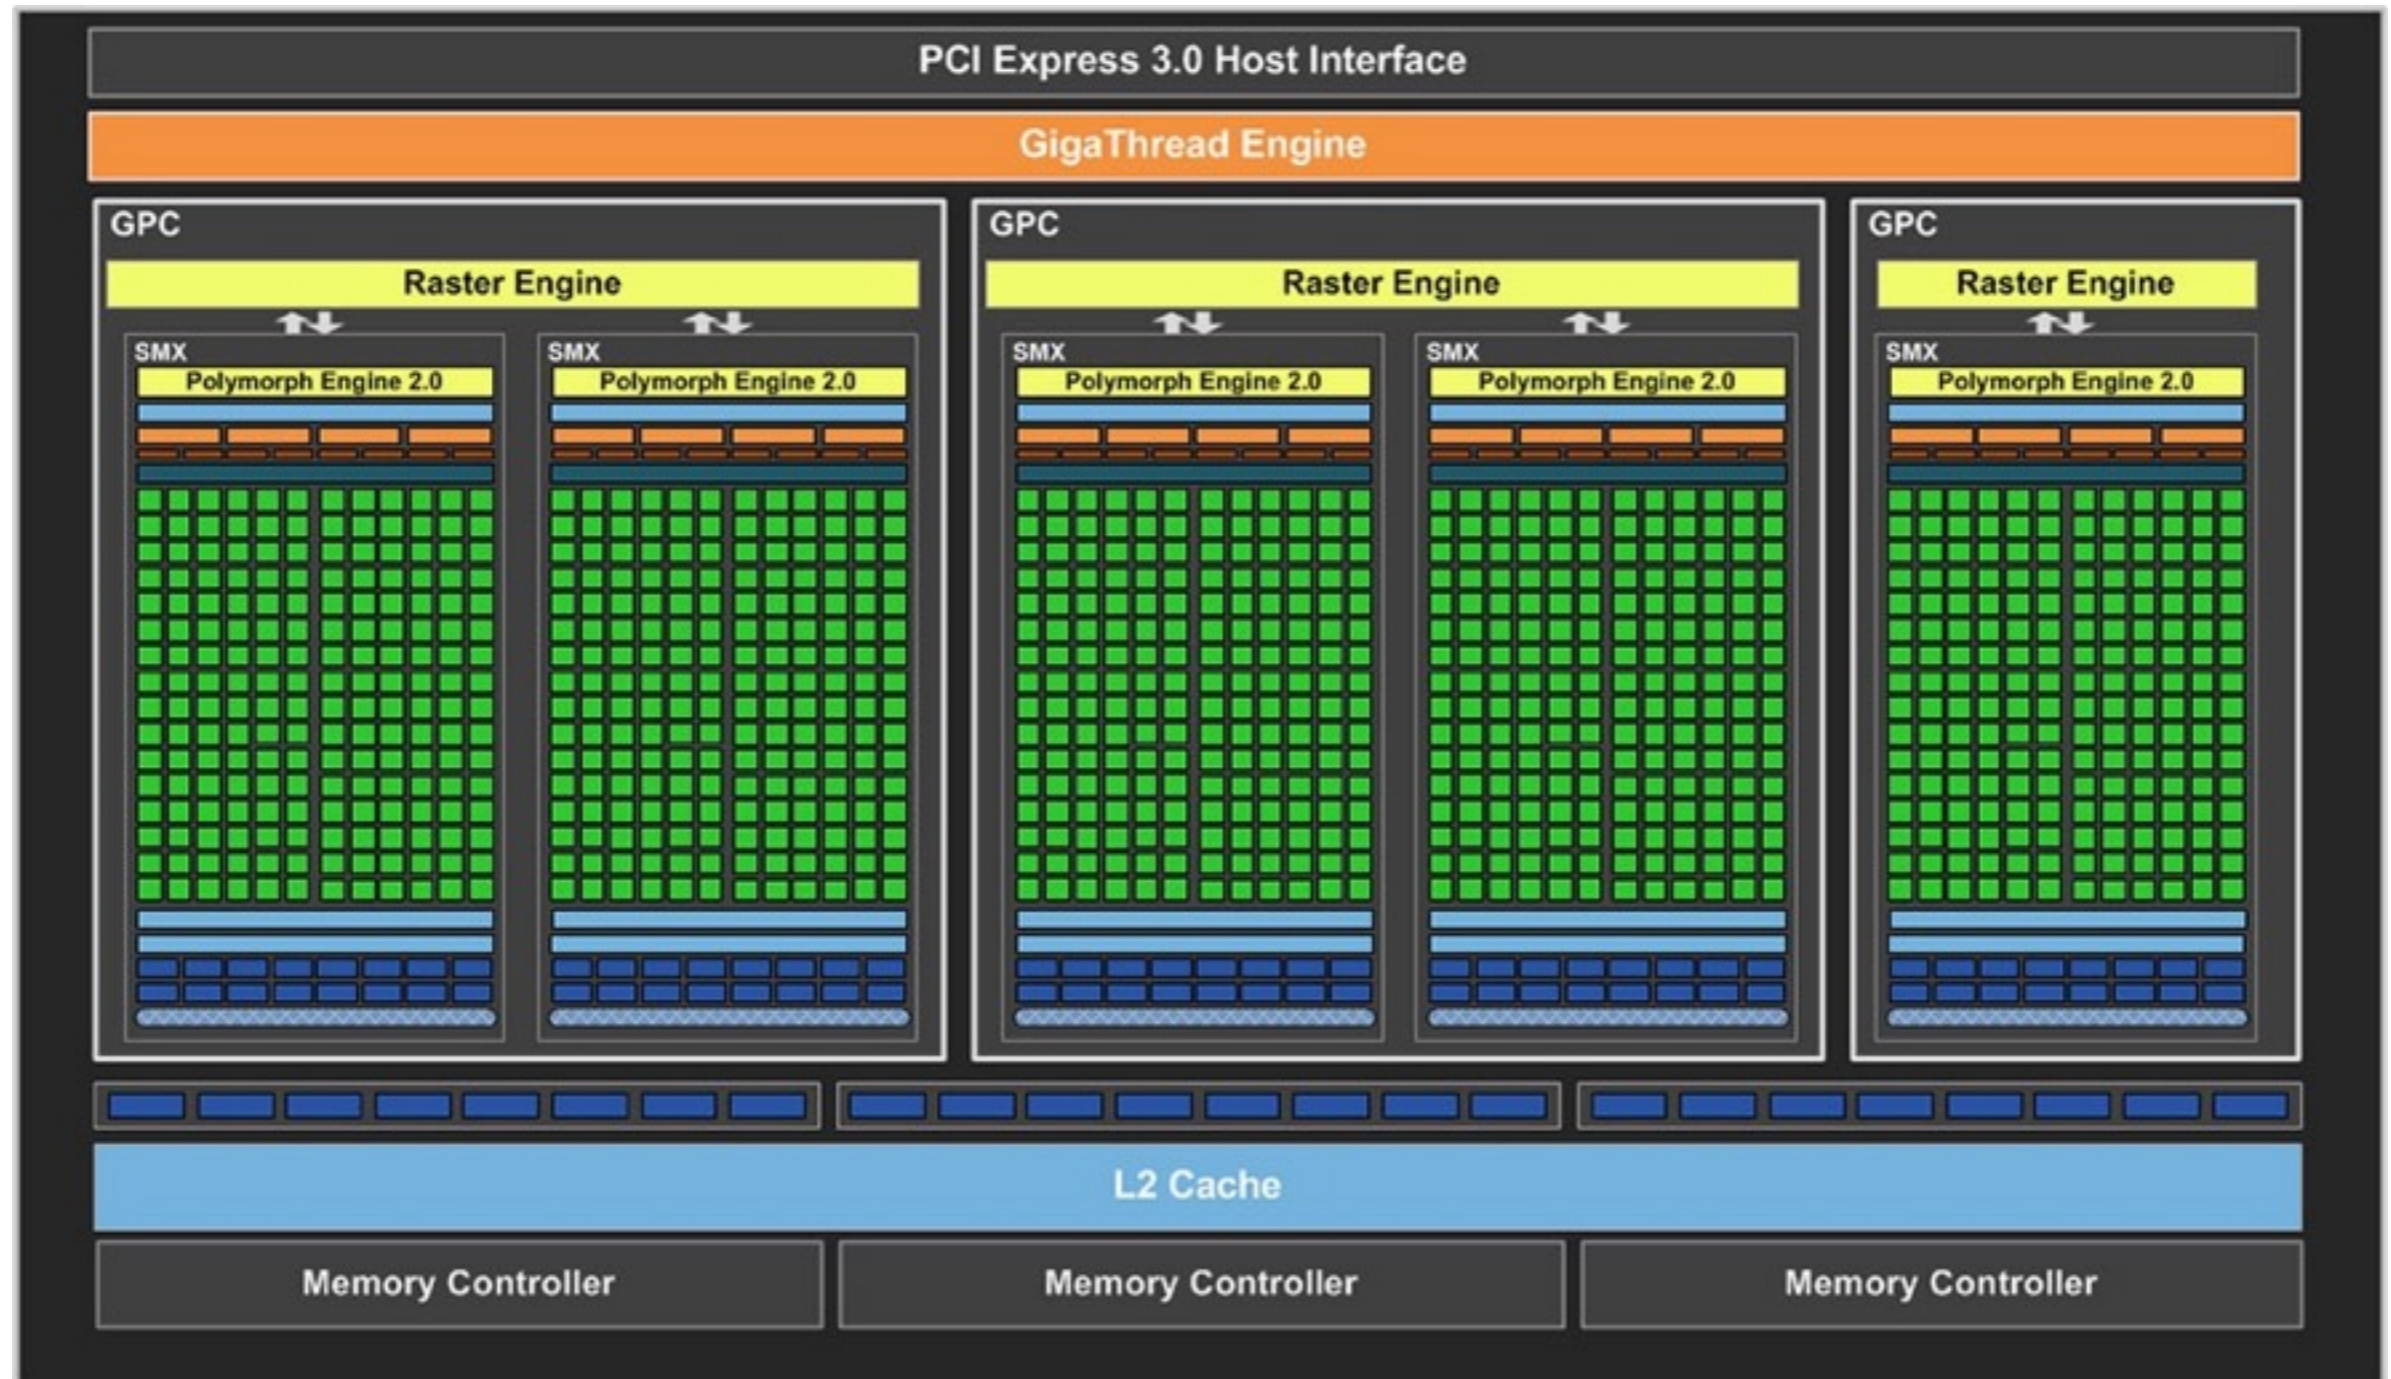 PCI Express 3.0 Host Interface
GigaThread Engine
GPC
Raster Engine
SMX
Polymorph Engine 2.0
SMX
Polymorph Engine 2.0
GPC
Raster Engine
SMX
Polymorph Engine 2.0
SMX
Polymorph Engine 2.0
GPC
Raster Engine
SMX
Polymorph Engine 2.0
L2 Cache
Memory Controller
Memory Controller
Memory Controller